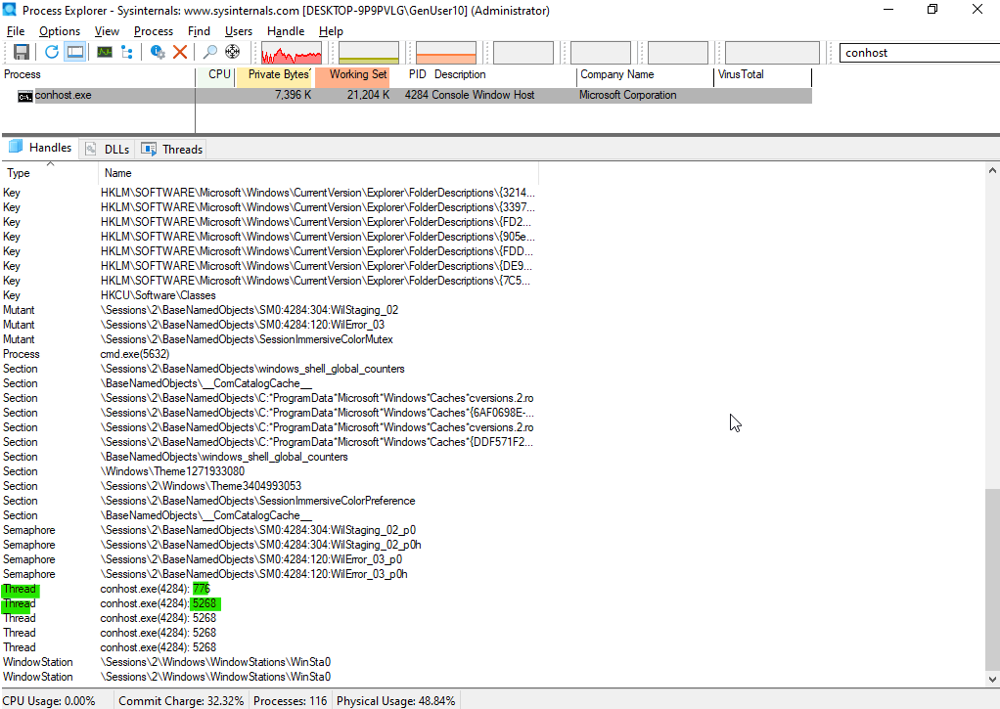 Process Explorer - Sysinternals: www.sysinternals.com [DESKTOP-9P9PVLG\GenUser10] (Administrator)
File Options View Process Find Users Handle Help
conhost
Process CPU Private Bytes Working Set PID Description Company Name VirusTotal
conhost.exe 7,396 K 21,204 K 4284 Console Window Host Microsoft Corporation
Handles DLLs Threads
Type Name
Key HKLM\SOFTWARE\Microsoft\Windows\CurrentVersion\Explorer\FolderDescriptions\{3214...
Key HKLM\SOFTWARE\Microsoft\Windows\CurrentVersion\Explorer\FolderDescriptions\{3397...
Key HKLM\SOFTWARE\Microsoft\Windows\CurrentVersion\Explorer\FolderDescriptions\{FD2...
Key HKLM\SOFTWARE\Microsoft\Windows\CurrentVersion\Explorer\FolderDescriptions\{905e...
Key HKLM\SOFTWARE\Microsoft\Windows\CurrentVersion\Explorer\FolderDescriptions\{FDD...
Key HKLM\SOFTWARE\Microsoft\Windows\CurrentVersion\Explorer\FolderDescriptions\{DE9...
Key HKLM\SOFTWARE\Microsoft\Windows\CurrentVersion\Explorer\FolderDescriptions\{7C5...
Key HKCU\Software\Classes
Mutant \Sessions\2\BaseNamedObjects\SM0:4284:304:WilStaging_02
Mutant \Sessions\2\BaseNamedObjects\SM0:4284:120:WilError_03
Mutant \Sessions\2\BaseNamedObjects\SessionImmersiveColorMutex
Process cmd.exe(5632)
Section \Sessions\2\BaseNamedObjects\windows_shell_global_counters
Section \BaseNamedObjects\__ComCatalogCache__
Section \Sessions\2\BaseNamedObjects\C:*ProgramData*Microsoft*Windows*Caches*cversions.2.ro
Section \Sessions\2\BaseNamedObjects\C:*ProgramData*Microsoft*Windows*Caches*{6AF0698E-...
Section \Sessions\2\BaseNamedObjects\C:*ProgramData*Microsoft*Windows*Caches*cversions.2.ro
Section \Sessions\2\BaseNamedObjects\C:*ProgramData*Microsoft*Windows*Caches*{DDF571F2...
Section \BaseNamedObjects\windows_shell_global_counters
Section \Windows\Theme1271933080
Section \Sessions\2\Windows\Theme3404993053
Section \Sessions\2\BaseNamedObjects\SessionImmersiveColorPreference
Section \BaseNamedObjects\__ComCatalogCache__
Semaphore \Sessions\2\BaseNamedObjects\SM0:4284:304:WilStaging_02_p0
Semaphore \Sessions\2\BaseNamedObjects\SM0:4284:304:WilStaging_02_p0h
Semaphore \Sessions\2\BaseNamedObjects\SM0:4284:120:WilError_03_p0
Semaphore \Sessions\2\BaseNamedObjects\SM0:4284:120:WilError_03_p0h
Thread conhost.exe(4284): 776
Thread conhost.exe(4284): 5268
Thread conhost.exe(4284): 5268
Thread conhost.exe(4284): 5268
Thread conhost.exe(4284): 5268
WindowStation \Sessions\2\Windows\WindowStations\WinSta0
WindowStation \Sessions\2\Windows\WindowStations\WinSta0
CPU Usage: 0.00% Commit Charge: 32.32% Processes: 116 Physical Usage: 48.84%